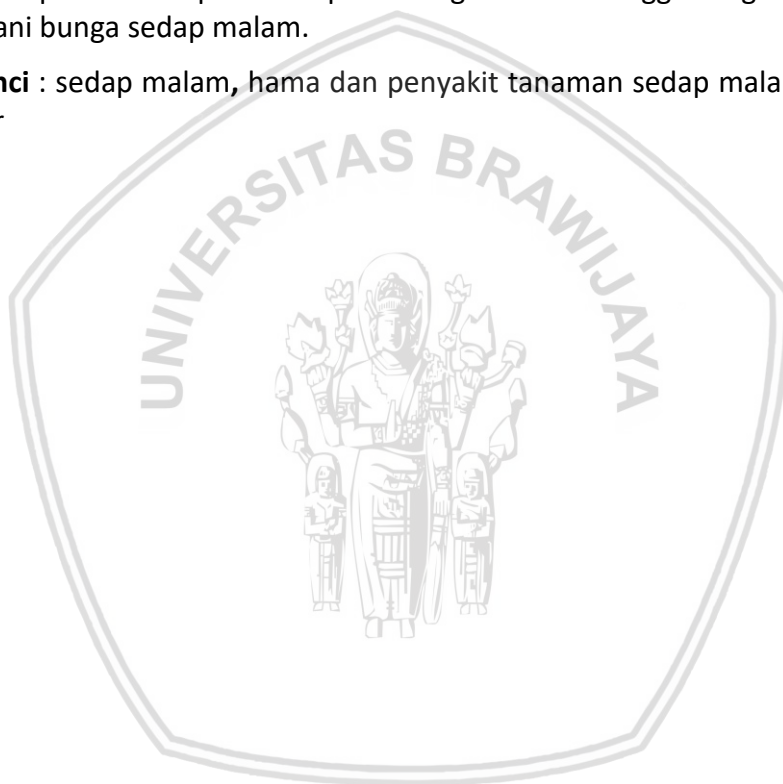 ani bunga sedap malam.
nci : sedap malam, hama dan penyakit tanaman sedap mala
UNIVERSITAS BRAWIJAYA